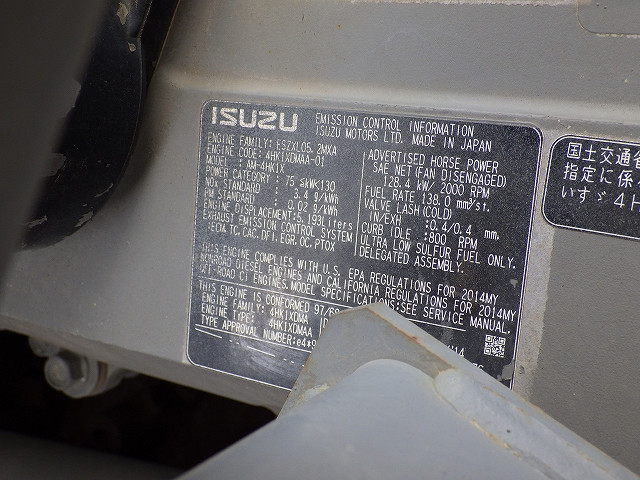 ISUZU
EMISSION CONTROL INFORMATION
ISUZU MOTORS LTD. MADE IN JAPAN
ENGINE FAMILY: ESZXL05.2MXA
ENGINE CODE: 4HK1XDMAA-01
MODEL : AM-4HK1X
POWER CATEGORY : 75≤kW<130
NOx STANDARD : 3.4 g/kWh
PM STANDARD : 0.02 g/kWh
ENGINE DISPLACEMENT: 5.193Liters
EXHAUST EMISSION CONTROL SYSTEM
:ECM, TC, CAC, DFI, EGR, OC, PTOX
ADVERTISED HORSE POWER
SAE NET(FAN DISENGAGED)
128.4 kW/ 2000 RPM
FUEL RATE 138.0 mm³/st.
VALVE LASH (COLD)
IN/EXH :0.4/0.4 mm.
CURB IDLE :800 RPM
ULTRA LOW SULFUR FUEL ONLY.
DELEGATED ASSEMBLY.
THIS ENGINE COMPLIES WITH U.S. EPA REGULATIONS FOR 2014MY
NONROAD DIESEL ENGINES AND CALIFORNIA REGULATIONS FOR 2014MY
OFF-ROAD CI ENGINES. MODEL SPECIFICATIONS:SEE SERVICE MANUAL.
THIS ENGINE IS CONFORMED 97/68
ENGINE FAMILY: 4HK1XDMA
ENGINE TYPE: 4HK1XDMAA
TYPE APPROVAL NUMBER:e4*9
国土交通省
指定に係
いすゞ4H